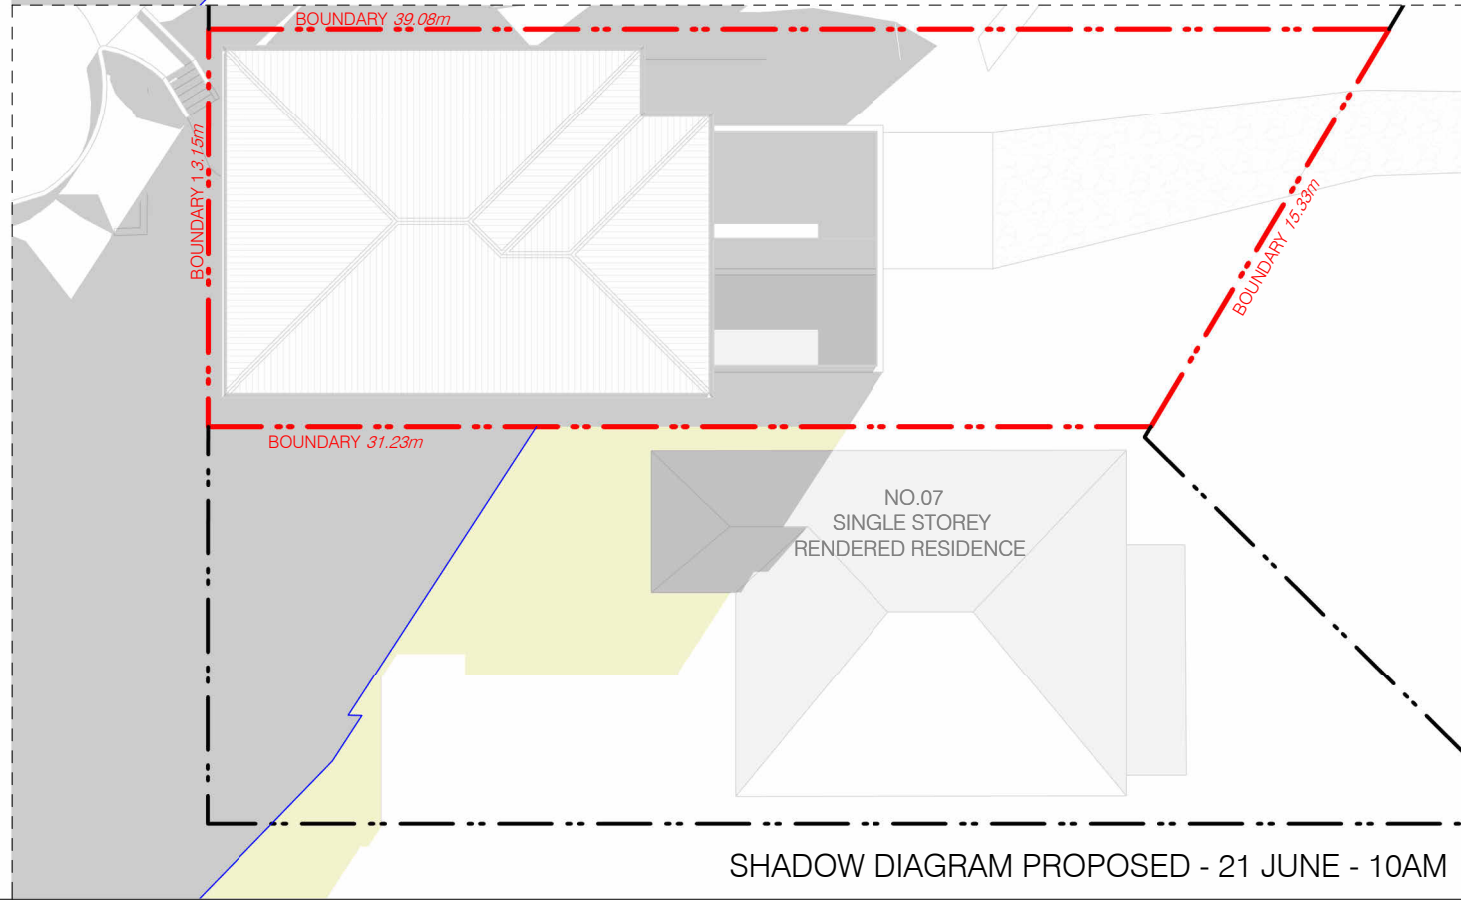 BOUNDARY 39.08m
BOUNDARY 13.15m
BOUNDARY 15.33m
BOUNDARY 31.23m
NO.07
SINGLE STOREY
RENDERED RESIDENCE
SHADOW DIAGRAM PROPOSED - 21 JUNE - 10AM